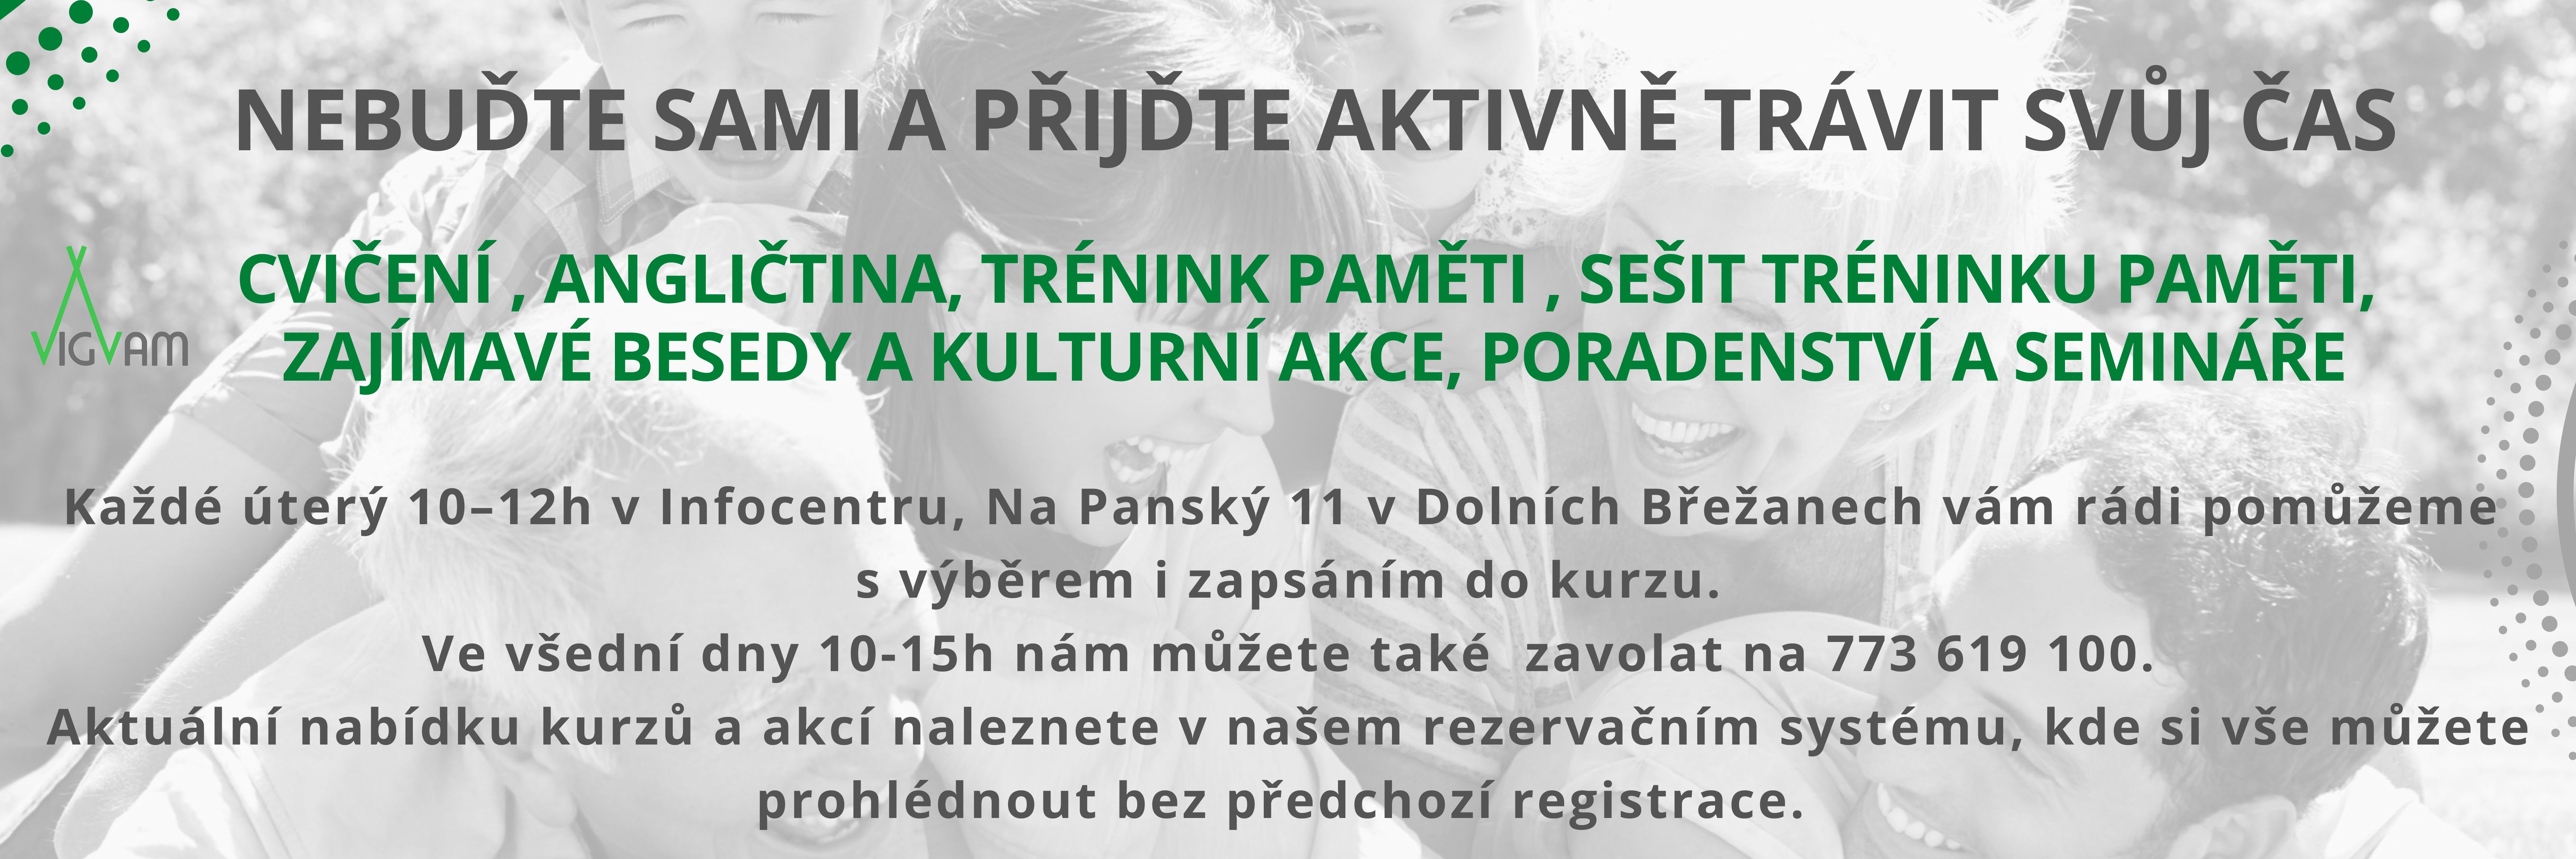 NEBUĎTE SAMI A PŘIJĎTE AKTIVNĚ TRÁVIT SVŮJ ČAS
CVIČENÍ , ANGLIČTINA, TRÉNINK PAMĚTI , SEŠIT TRÉNINKU PAMĚTI,
ZAJÍMAVÉ BESEDY A KULTURNÍ AKCE, PORADENSTVÍ A SEMINÁŘE
VIGVAM
Každé úterý 10–12h v Infocentru, Na Panský 11 v Dolních Břežanech vám rádi pomůžeme
s výběrem i zapsáním do kurzu.
Ve všední dny 10-15h nám můžete také  zavolat na 773 619 100.
Aktuální nabídku kurzů a akcí naleznete v našem rezervačním systému, kde si vše můžete
prohlédnout bez předchozí registrace.